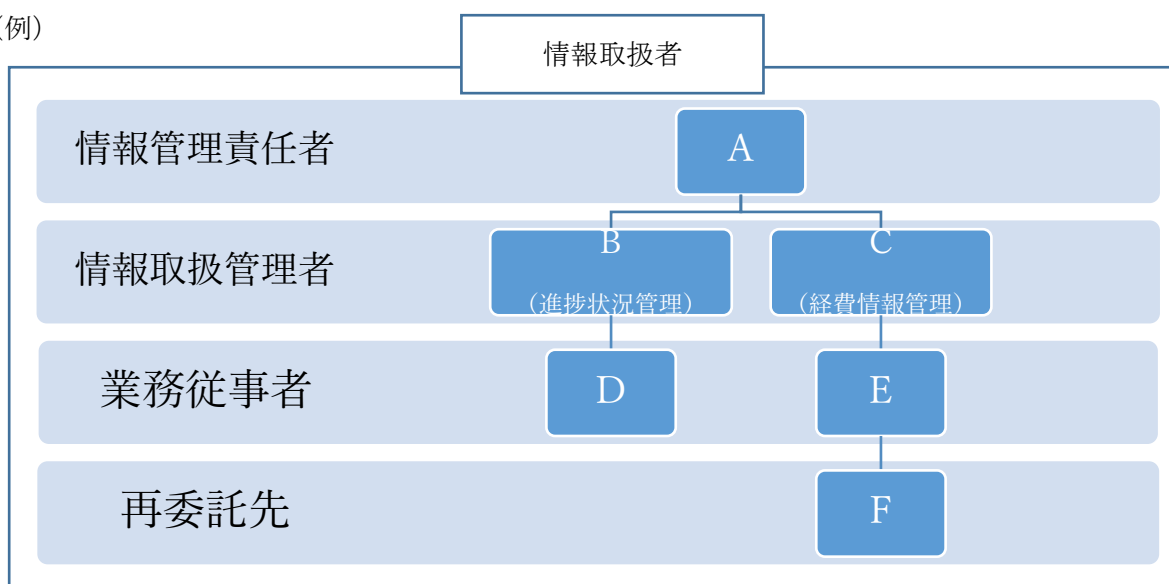 （例）
情報取扱者
情報管理責任者
A
情報取扱管理者
B
（進捗状況管理）
C
（経費情報管理）
業務従事者
D
E
再委託先
F